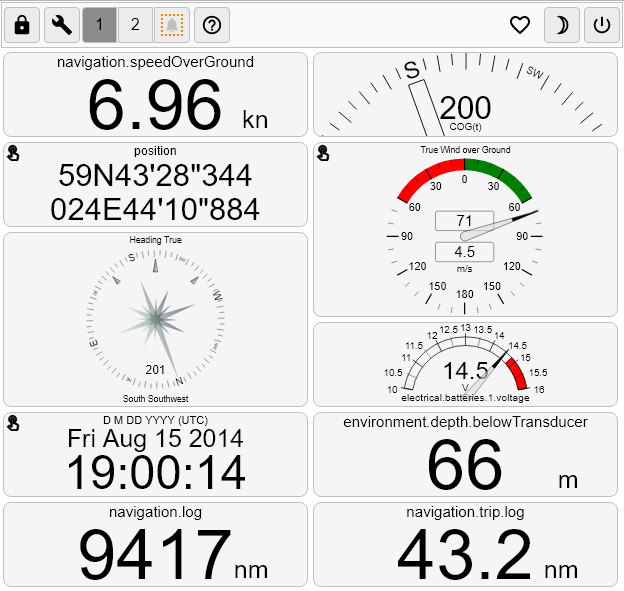 1 2
navigation.speedOverGround
6.96 kn
S SW
200
COG(t)
position
59N43'28"344
024E44'10"884
True Wind over Ground
0
30 30
60 60
71
90 90
4.5
m/s
120 120
150 150
180
Heading True
S
W
E
201
N
South Southwest
12.5 13 13.5
12 14
11.5 14.5
11 15
10.5 15.5
10 16
14.5
V
electrical.batteries.1.voltage
D M DD YYYY (UTC)
Fri Aug 15 2014
19:00:14
environment.depth.belowTransducer
66 m
navigation.log
9417 nm
navigation.trip.log
43.2 nm